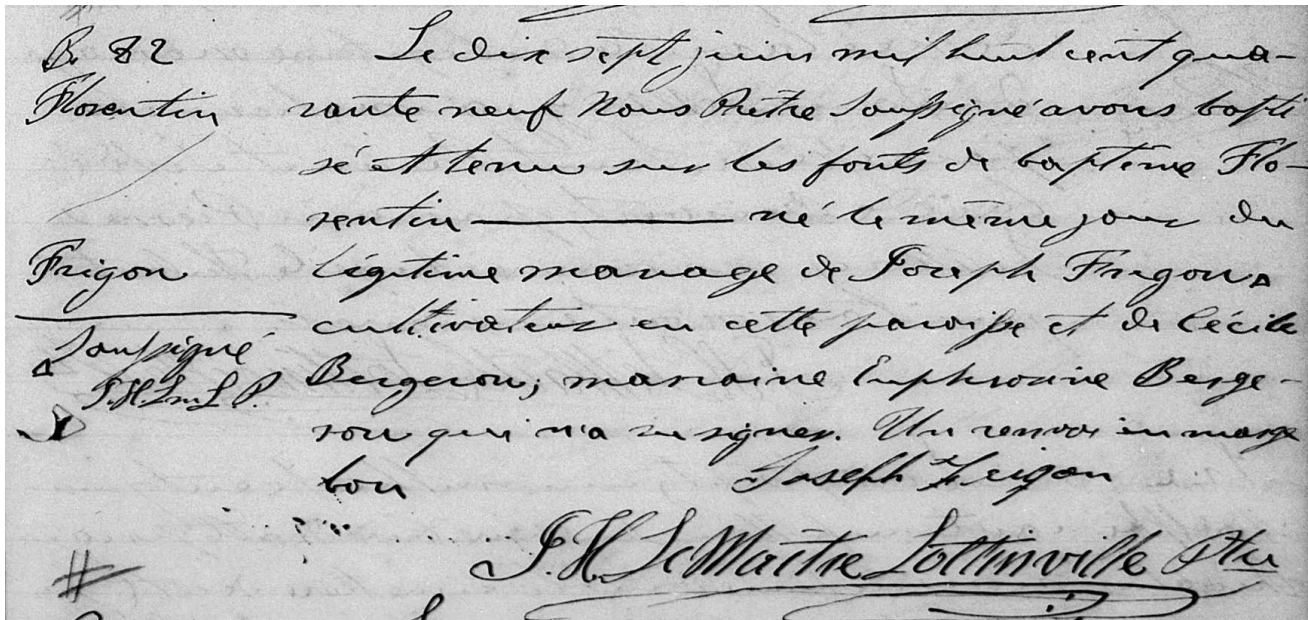 B. 82
Florentin
Frigon
Soussigné
J.H.LmL P.
Le dix sept juin mil huit cent qua-
rante neuf Nous Prêtre Soussigné avons bapti
sé et tenu sur les fonts de baptême Flo-
rentin né le même jour du
légitime mariage de Joseph Frigon
cultivateur en cette paroisse et de Cécile
Bergeron; marraine Euphrosine Berge-
ron qui n'a su signer. Un renvoi en marge
bon
Joseph Frigon
J.H. LeMaitre Lottinville Ptre